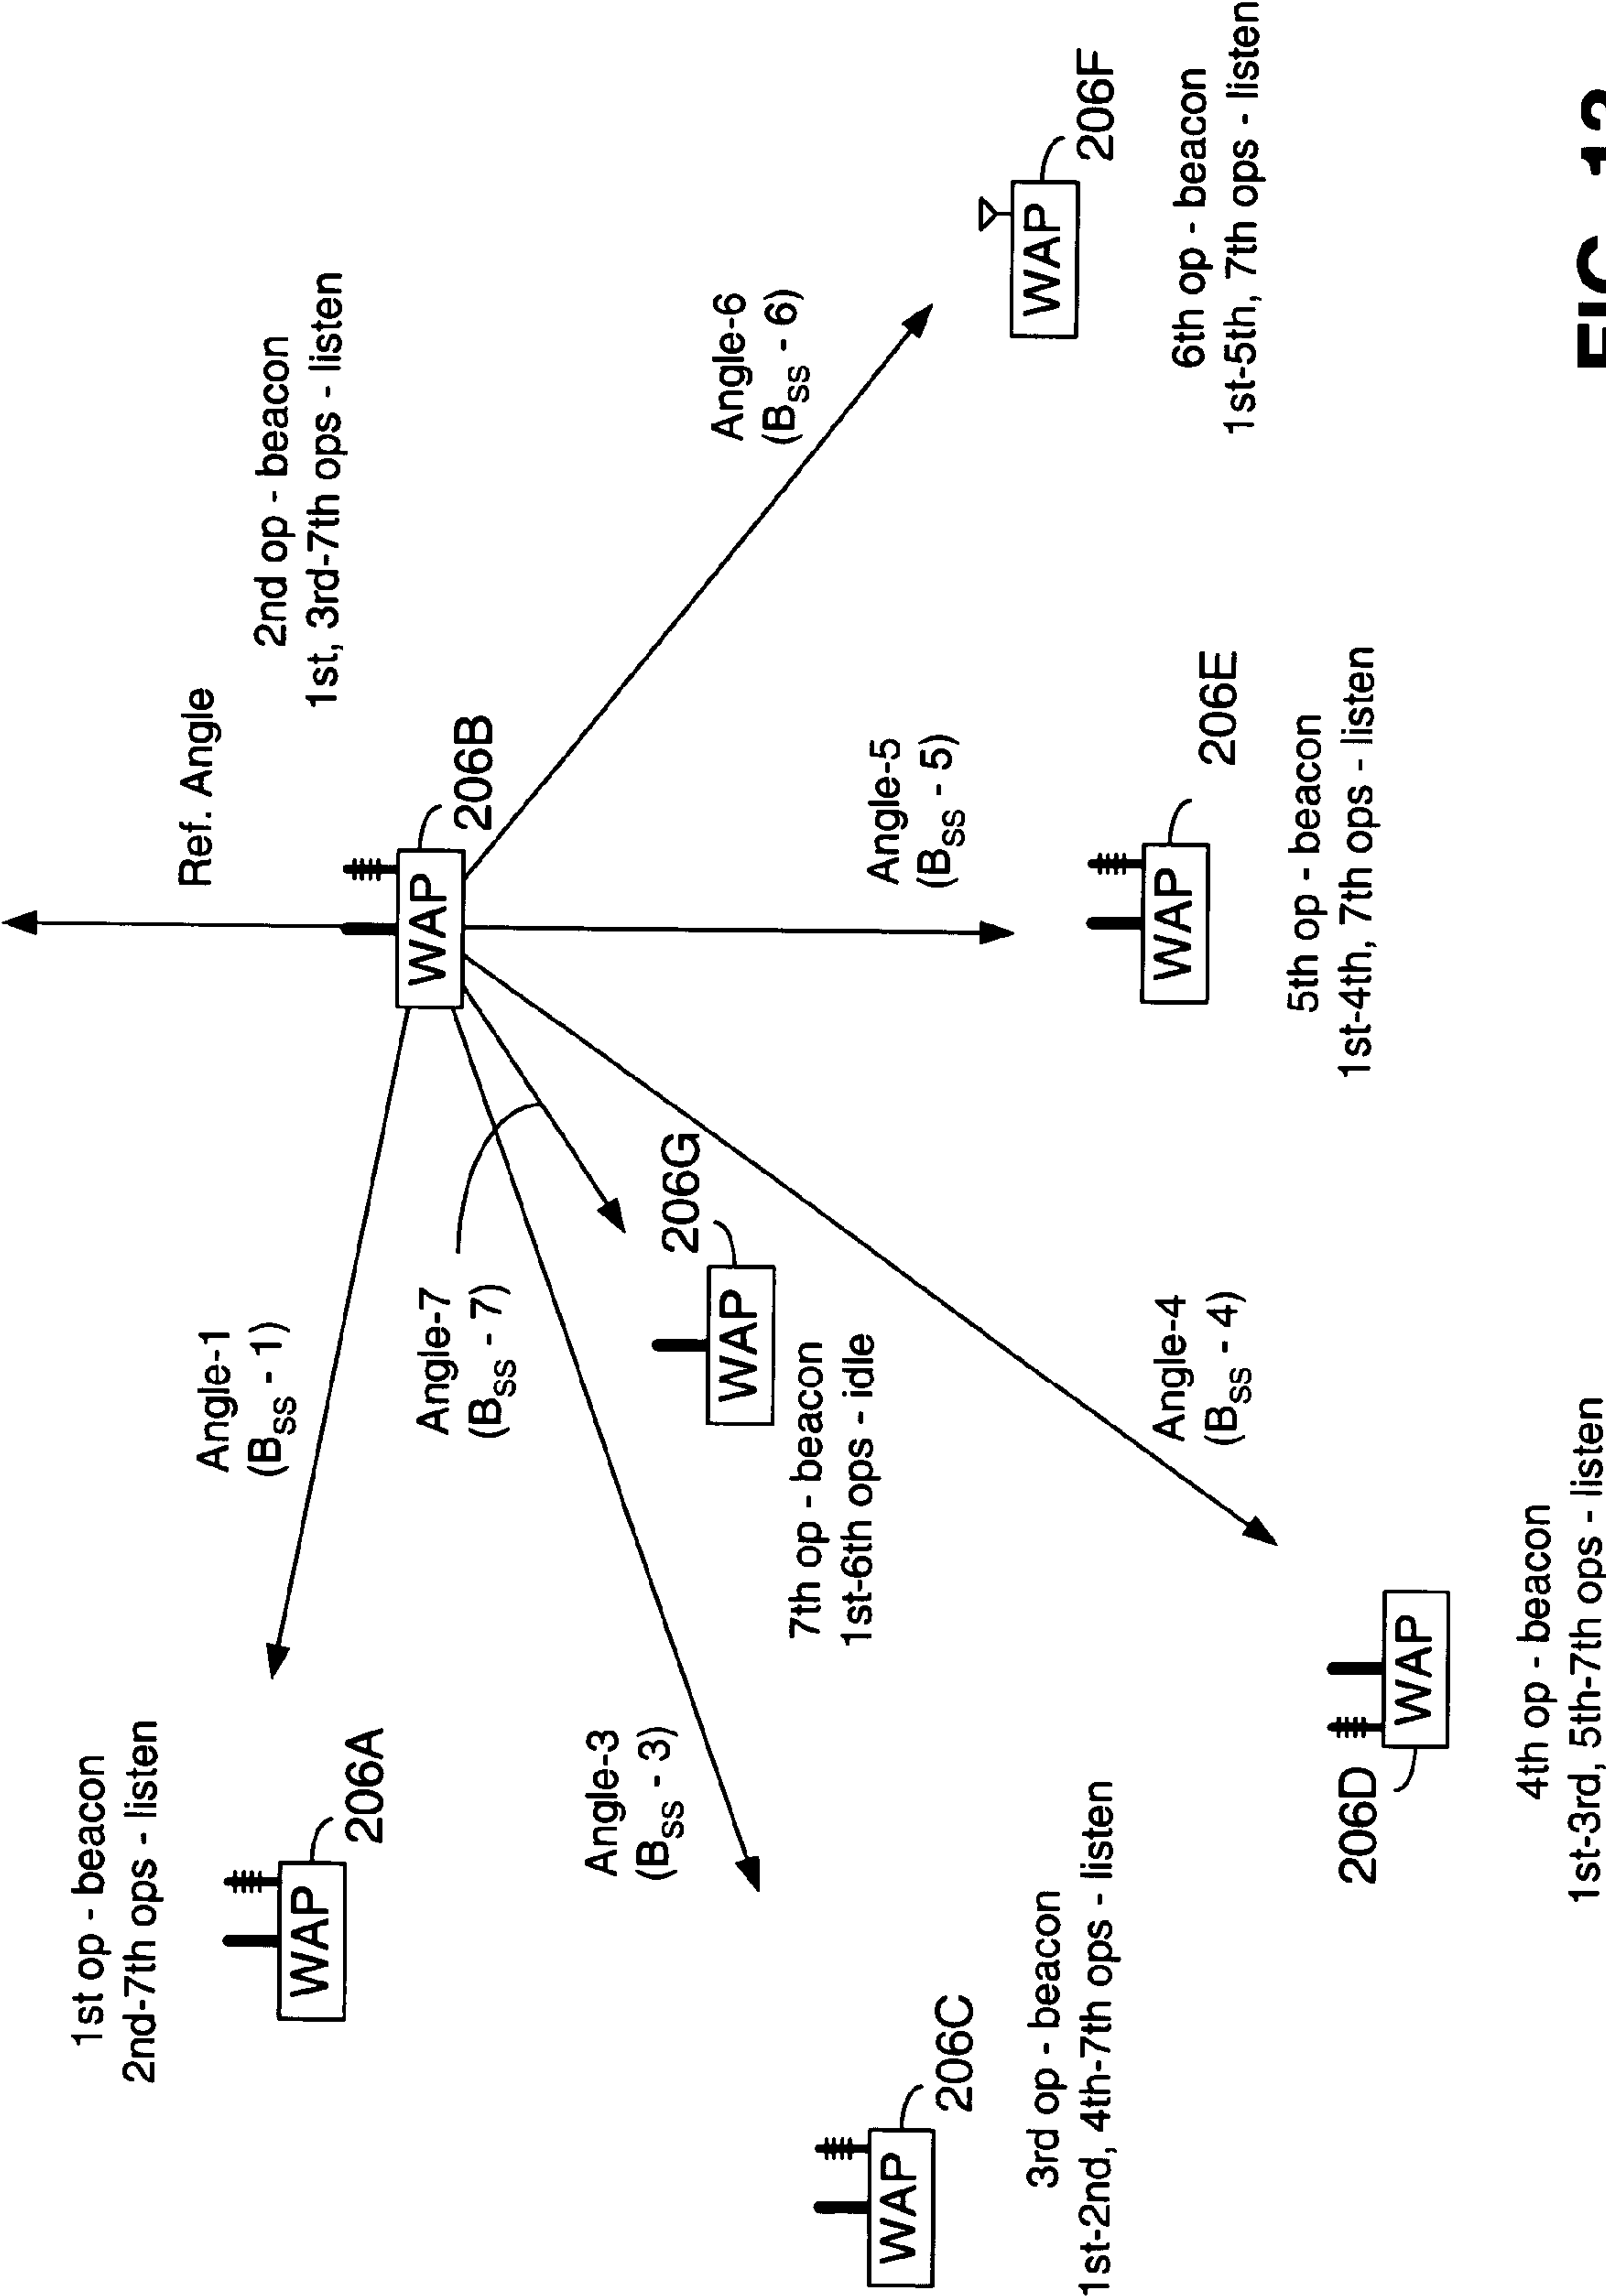 Ref. Angle
1st op - beacon
2nd-7th ops - listen
WAP
206A
Angle-1
(BSS - 1)
2nd op - beacon
1st, 3rd-7th ops - listen
WAP
206B
Angle-7
(BSS - 7)
Angle-3
(BSS - 3)
Angle-6
(BSS - 6)
206G
WAP
7th op - beacon
1st-6th ops - idle
Angle-5
(BSS - 5)
WAP
206C
3rd op - beacon
1st-2nd, 4th-7th ops - listen
WAP
206F
6th op - beacon
1st-5th, 7th ops - listen
Angle-4
(BSS - 4)
WAP
206E
5th op - beacon
1st-4th, 7th ops - listen
206D
WAP
4th op - beacon
1st-3rd, 5th-7th ops - listen
FIG.